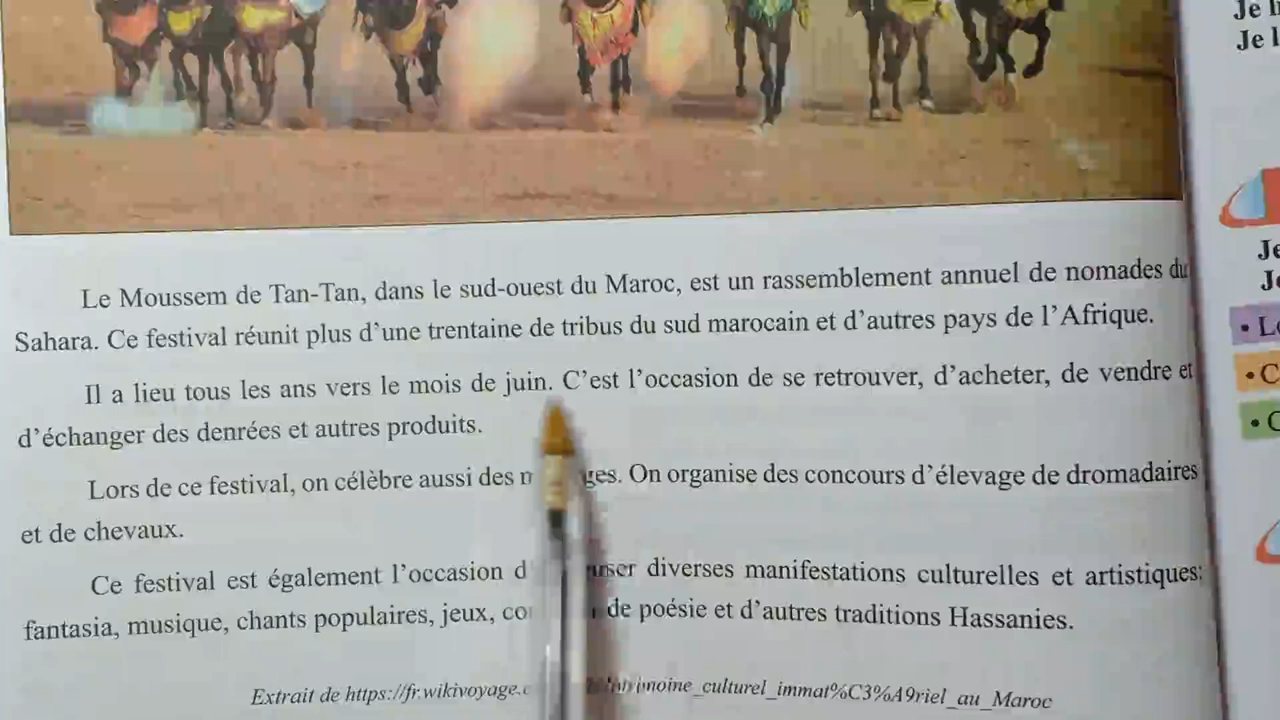 Je
Je
Le Moussem de Tan-Tan, dans le sud-ouest du Maroc, est un rassemblement annuel de nomades du
Sahara. Ce festival réunit plus d’une trentaine de tribus du sud marocain et d’autres pays de l’Afrique.
Il a lieu tous les ans vers le mois de juin. C’est l’occasion de se retrouver, d’acheter, de vendre et
d’échanger des denrées et autres produits.
Lors de ce festival, on célèbre aussi des On organise des concours d’élevage de dromadaires
et de chevaux.
Ce festival est également l’occasion diverses manifestations culturelles et artistiques:
fantasia, musique, chants populaires, jeux, de poésie et d’autres traditions Hassanies.
Extrait de https://fr.wikivoyage. _culturel_immat%C3%A9riel_au_Maroc
Je